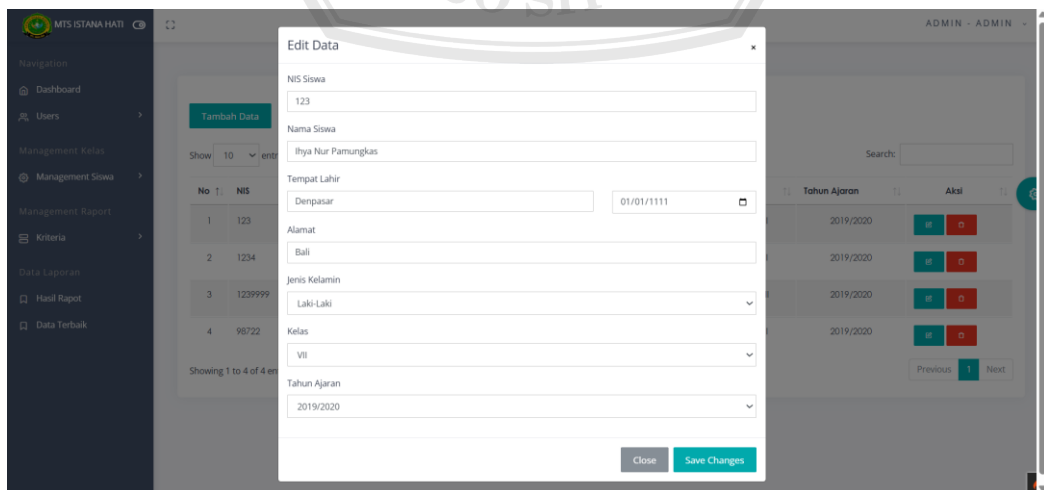 MTS ISTANA HATI
ADMIN - ADMIN
Navigation
Dashboard
Users
Management Kelas
Management Siswa
Management Raport
Kriteria
Data Laporan
Hasil Rapot
Data Terbaik
Tambah Data
Show 10 entr
Search:
No NIS Tahun Ajaran Aksi
1 123 2019/2020
2 1234 2019/2020
3 1239999 2019/2020
4 98722 2019/2020
Showing 1 to 4 of 4 en
Previous 1 Next
Edit Data
×
NIS Siswa
123
Nama Siswa
Ihya Nur Pamungkas
Tempat Lahir
Denpasar 01/01/1111
Alamat
Bali
Jenis Kelamin
Laki-Laki
Kelas
VII
Tahun Ajaran
2019/2020
Close Save Changes